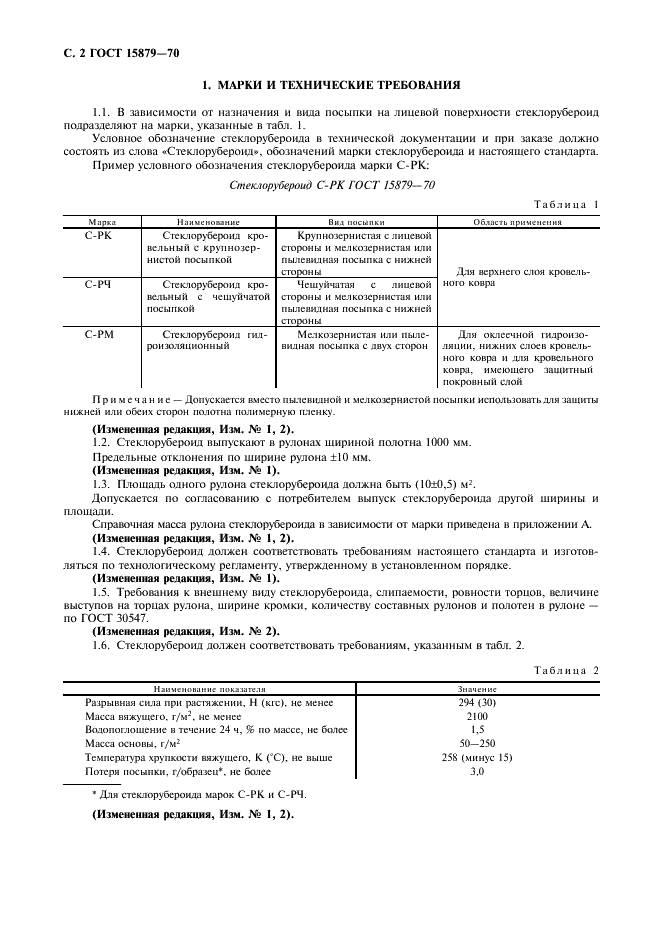 С. 2 ГОСТ 15879—70
1. МАРКИ И ТЕХНИЧЕСКИЕ ТРЕБОВАНИЯ
1.1. В зависимости от назначения и вида посыпки на лицевой поверхности стеклорубероид
подразделяют на марки, указанные в табл. 1.
Условное обозначение стеклорубероида в технической документации и при заказе должно
состоять из слова «Стеклорубероид», обозначений марки стеклорубероида и настоящего стандарта.
Пример условного обозначения стеклорубероида марки С-РК:
Стеклорубероид С-РК ГОСТ 15879—70
Таблица 1
Марка Наименование Вид посыпки Область применения
С-РК
Стеклорубероид кро-
вельный с крупнозер-
нистой посыпкой
Крупнозернистая с лицевой
стороны и мелкозернистая или
пылевидная посыпка с нижней
стороны
Для верхнего слоя кровель-
ного ковра
С-РЧ
Стеклорубероид кро-
вельный с чешуйчатой
посыпкой
Чешуйчатая с лицевой
стороны и мелкозернистая или
пылевидная посыпка с нижней
стороны
С-РМ
Стеклорубероид гид-
роизоляционный
Мелкозернистая или пыле-
видная посыпка с двух сторон
Для оклеечной гидроизо-
ляции, нижних слоев кровель-
ного ковра и для кровельного
ковра, имеющего защитный
покровный слой
Примечание — Допускается вместо пылевидной и мелкозернистой посыпки использовать для защиты
нижней или обеих сторон полотна полимерную пленку.
(Измененная редакция, Изм. № 1, 2).
1.2. Стеклорубероид выпускают в рулонах шириной полотна 1000 мм.
Предельные отклонения по ширине рулона ±10 мм.
(Измененная редакция, Изм. № 1).
1.3. Площадь одного рулона стеклорубероида должна быть (10±0,5) м².
Допускается по согласованию с потребителем выпуск стеклорубероида другой ширины и
площади.
Справочная масса рулона стеклорубероида в зависимости от марки приведена в приложении А.
(Измененная редакция, Изм. № 1, 2).
1.4. Стеклорубероид должен соответствовать требованиям настоящего стандарта и изготов-
ляться по технологическому регламенту, утвержденному в установленном порядке.
(Измененная редакция, Изм. № 1).
1.5. Требования к внешнему виду стеклорубероида, слипаемости, ровности торцов, величине
выступов на торцах рулона, ширине кромки, количеству составных рулонов и полотен в рулоне —
по ГОСТ 30547.
(Измененная редакция, Изм. № 2).
1.6. Стеклорубероид должен соответствовать требованиям, указанным в табл. 2.
Таблица 2
Наименование показателя Значение
Разрывная сила при растяжении, Н (кгс), не менее 294 (30)
Масса вяжущего, г/м², не менее 2100
Водопоглощение в течение 24 ч, % по массе, не более 1,5
Масса основы, г/м² 50—250
Температура хрупкости вяжущего, К (°С), не выше 258 (минус 15)
Потеря посыпки, г/образец*, не более 3,0
* Для стеклорубероида марок С-РК и С-РЧ.
(Измененная редакция, Изм. № 1, 2).